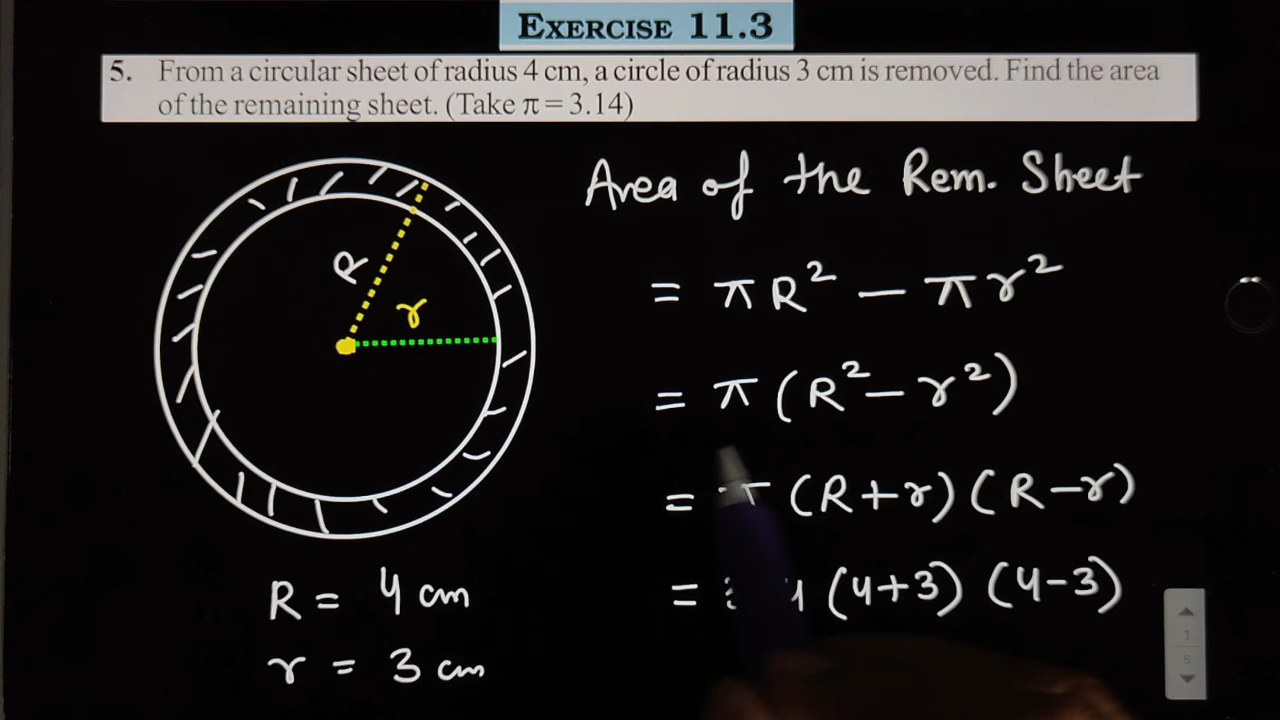 EXERCISE 11.3
5. From a circular sheet of radius 4 cm, a circle of radius 3 cm is removed. Find the area
of the remaining sheet. (Take π = 3.14)
R
r
R = 4 cm
r = 3 cm
Area of the Rem. Sheet
= πR² − πr²
= π(R² − r²)
= π (R+r) (R−r)
= (4+3) (4−3)
1
5